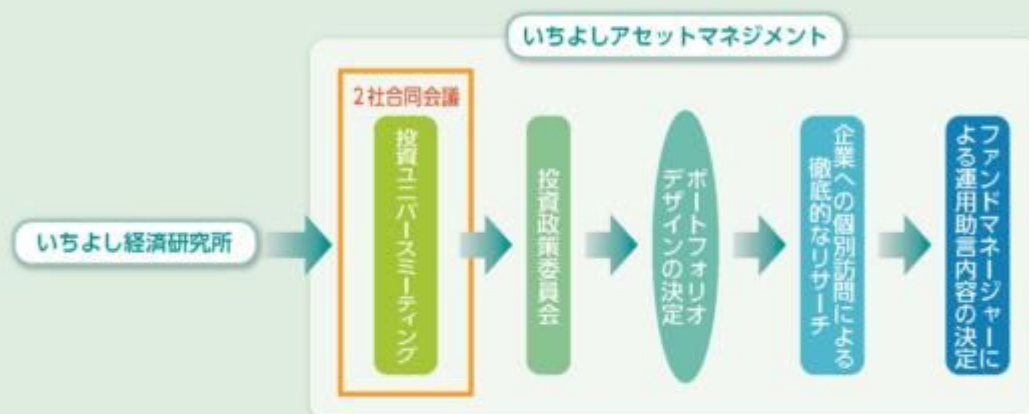 いちよしアセットマネジメント
2社合同会議
いちよし経済研究所
投資ユニバースミーティング
投資政策委員会
ポートフォリオ
デザインの決定
企業への個別訪問による
徹底的なリサーチ
ファンドマネージャーに
よる運用助言内容の決定